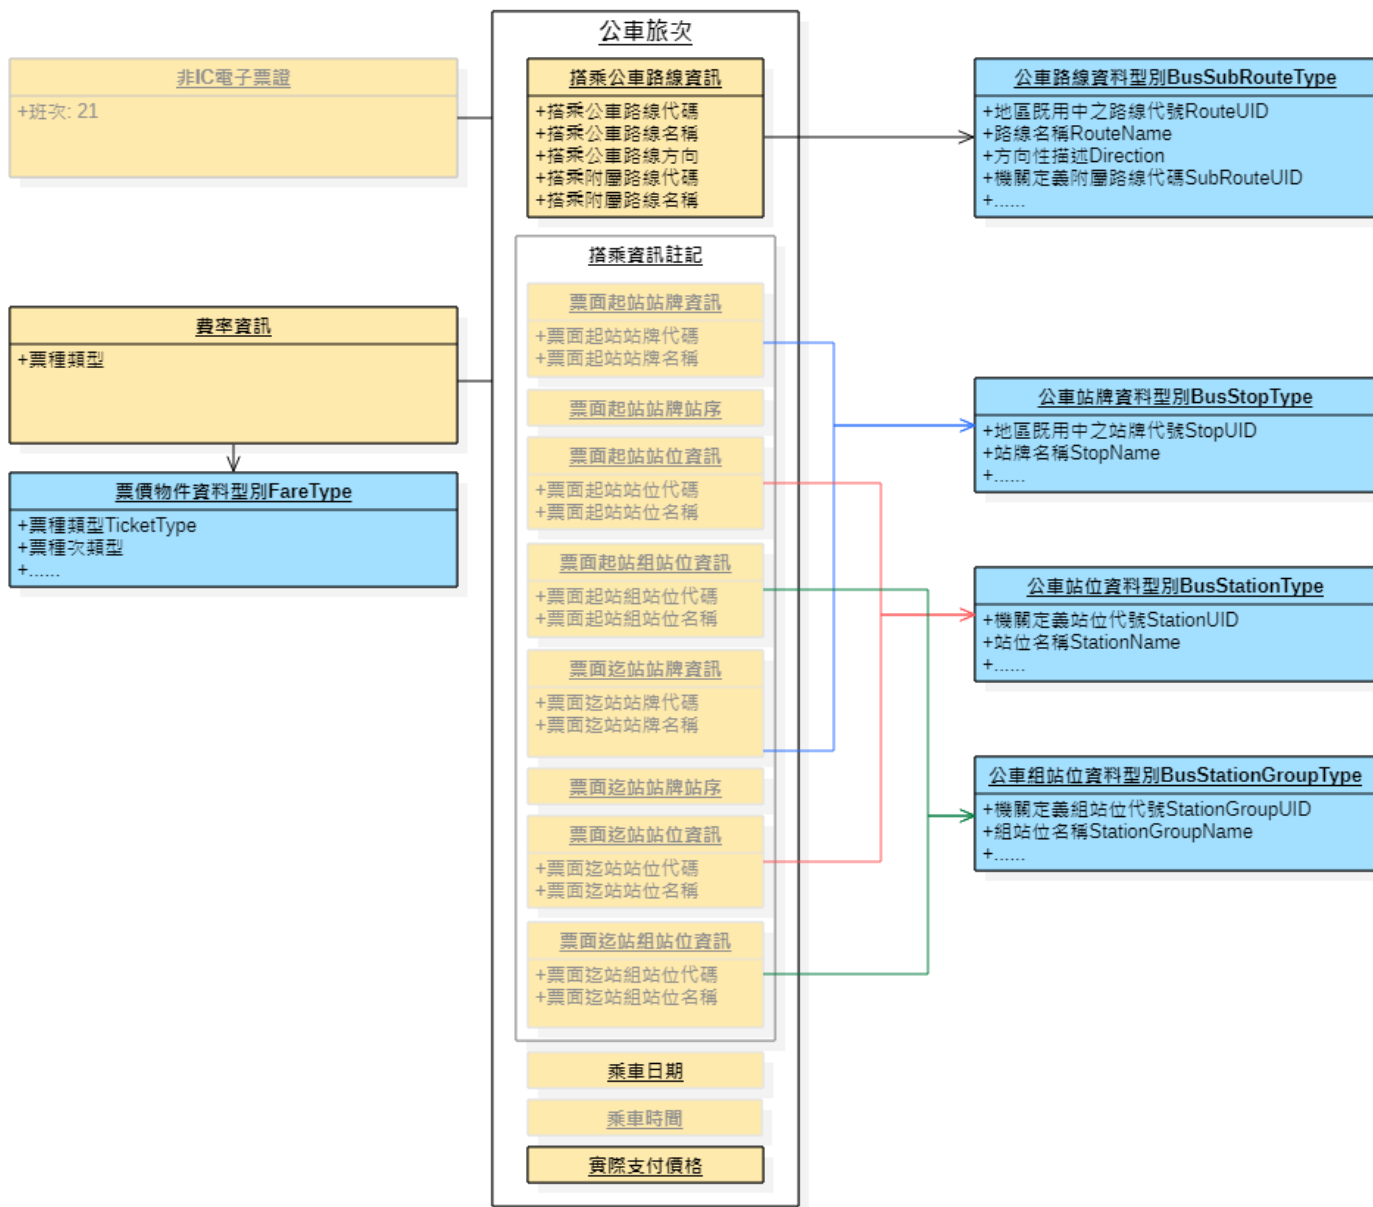 公車旅次
非IC電子票證
+班次: 21
費率資訊
+票種類型
票價物件資料型別FareType
+票種類型TicketType
+票種次類型
+......
搭乘公車路線資訊
+搭乘公車路線代碼
+搭乘公車路線名稱
+搭乘公車路線方向
+搭乘附屬路線代碼
+搭乘附屬路線名稱
搭乘資訊註記
票面起站站牌資訊
+票面起站站牌代碼
+票面起站站牌名稱
票面起站站牌站序
票面起站站位資訊
+票面起站站位代碼
+票面起站站位名稱
票面起站組站位資訊
+票面起站組站位代碼
+票面起站組站位名稱
票面迄站站牌資訊
+票面迄站站牌代碼
+票面迄站站牌名稱
票面迄站站牌站序
票面迄站站位資訊
+票面迄站站位代碼
+票面迄站站位名稱
票面迄站組站位資訊
+票面迄站組站位代碼
+票面迄站組站位名稱
乘車日期
乘車時間
實際支付價格
公車路線資料型別BusSubRouteType
+地區既用中之路線代號RouteUID
+路線名稱RouteName
+方向性描述Direction
+機關定義附屬路線代碼SubRouteUID
+......
公車站牌資料型別BusStopType
+地區既用中之站牌代號StopUID
+站牌名稱StopName
+......
公車站位資料型別BusStationType
+機關定義站位代號StationUID
+站位名稱StationName
+......
公車組站位資料型別BusStationGroupType
+機關定義組站位代號StationGroupUID
+組站位名稱StationGroupName
+......